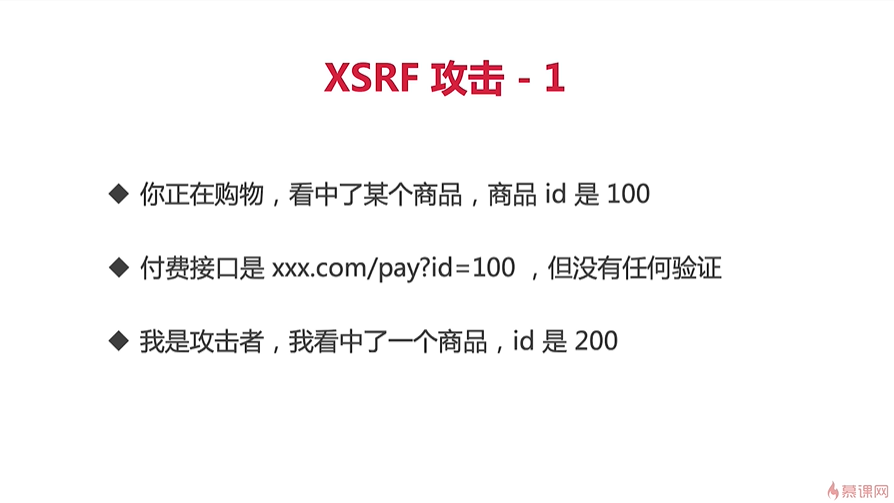 XSRF 攻击 - 1
◆ 你正在购物，看中了某个商品，商品 id 是 100
◆ 付费接口是 xxx.com/pay?id=100 ，但没有任何验证
◆ 我是攻击者，我看中了一个商品，id 是 200
慕课网